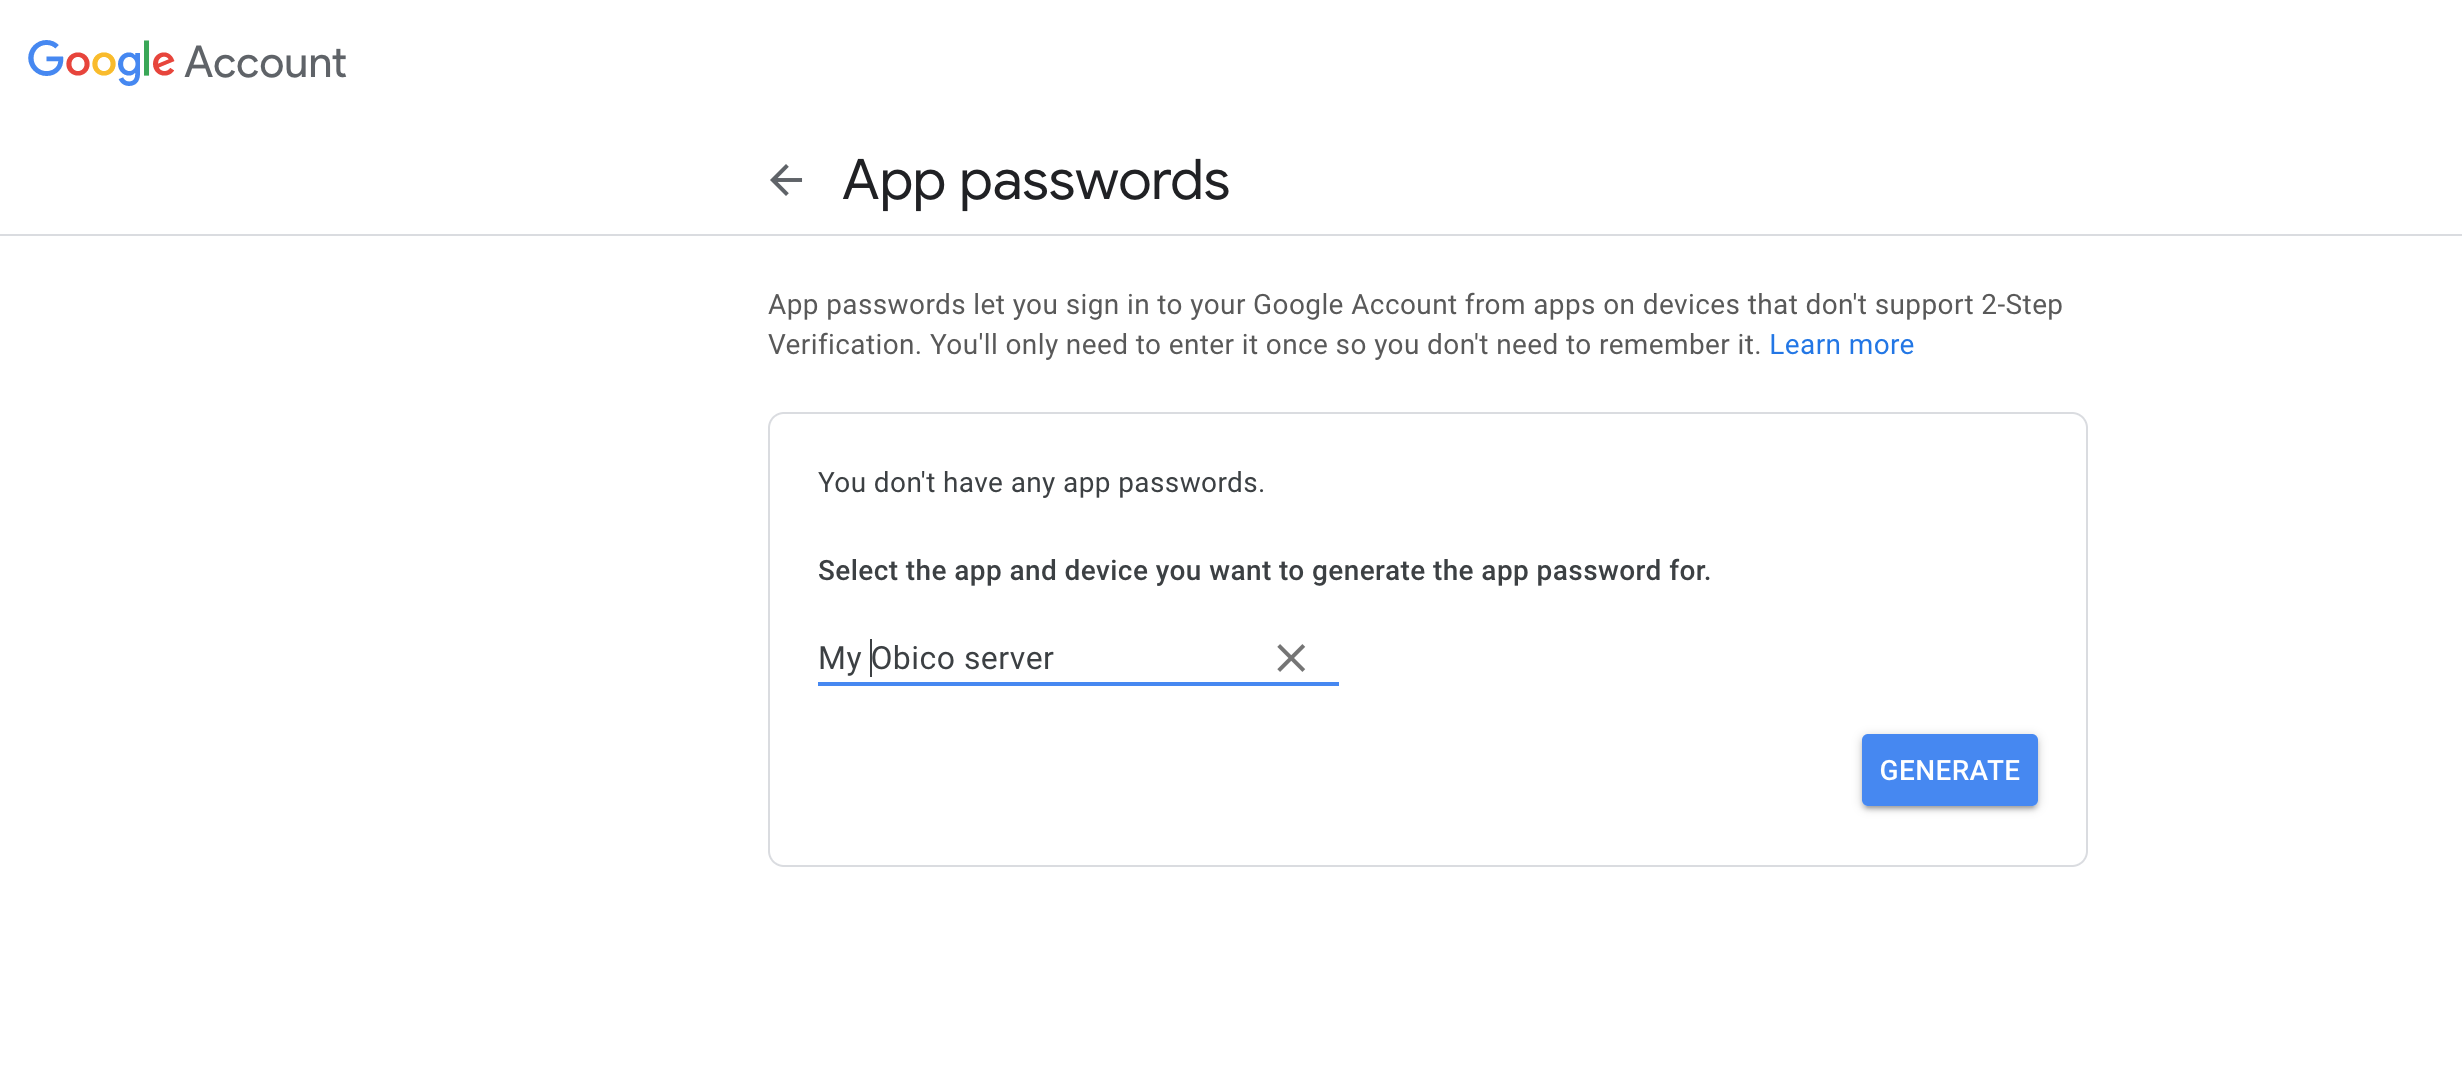 Google Account
App passwords
App passwords let you sign in to your Google Account from apps on devices that don't support 2-Step
Verification. You'll only need to enter it once so you don't need to remember it. Learn more
You don't have any app passwords.
Select the app and device you want to generate the app password for.
My Obico server
GENERATE